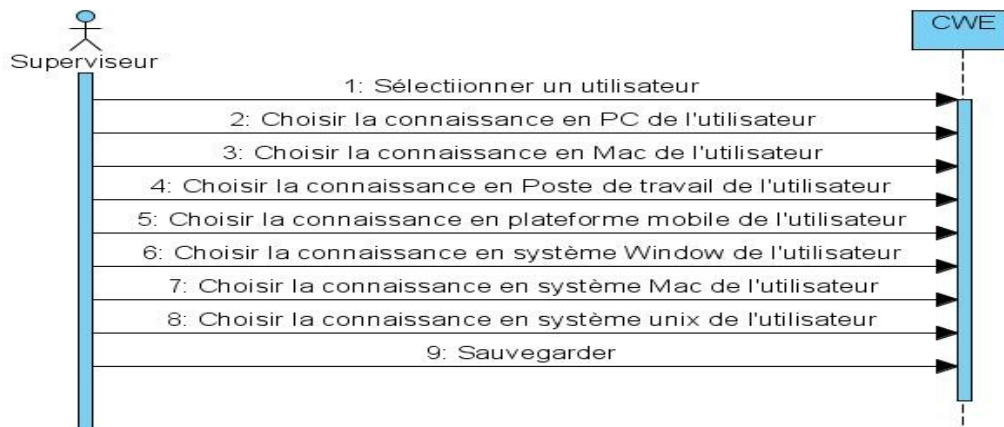 CWE
Superviseur
1: Sélectiionner un utilisateur
2: Choisir la connaissance en PC de l'utilisateur
3: Choisir la connaissance en Mac de l'utilisateur
4: Choisir la connaissance en Poste de travail de l'utilisateur
5: Choisir la connaissance en plateforme mobile de l'utilisateur
6: Choisir la connaissance en système Window de l'utilisateur
7: Choisir la connaissance en système Mac de l'utilisateur
8: Choisir la connaissance en système unix de l'utilisateur
9: Sauvegarder